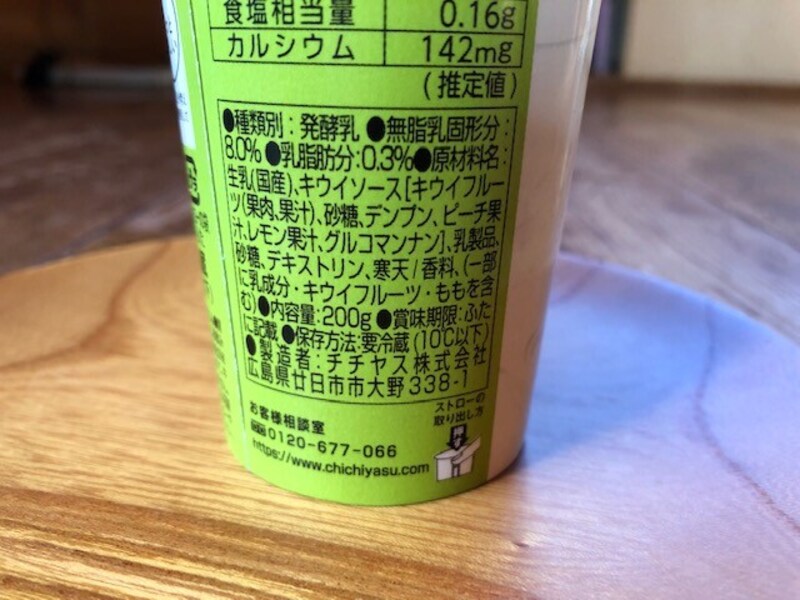 食塩相当量 0.16g
カルシウム 142mg
(推定値)
●種類別：発酵乳 ●無脂乳固形分：
8.0% ●乳脂肪分：0.3% ●原材料名：
生乳(国産)、キウイソース[キウイフルー
ツ(果肉、果汁)、砂糖、デンプン、ピーチ果
汁、レモン果汁、グルコマンナン]、乳製品、
砂糖、デキストリン、寒天/香料、(一部
に乳成分・キウイフルーツ・ももを含
む) ●内容量：200g ●賞味期限：ふた
に記載 ●保存方法：要冷蔵(10℃以下)
●製造者：チチヤス株式会社
広島県廿日市市大野338-1
お客様相談室
0120-677-066
https://www.chichiyasu.com
ストローの
取り出し方